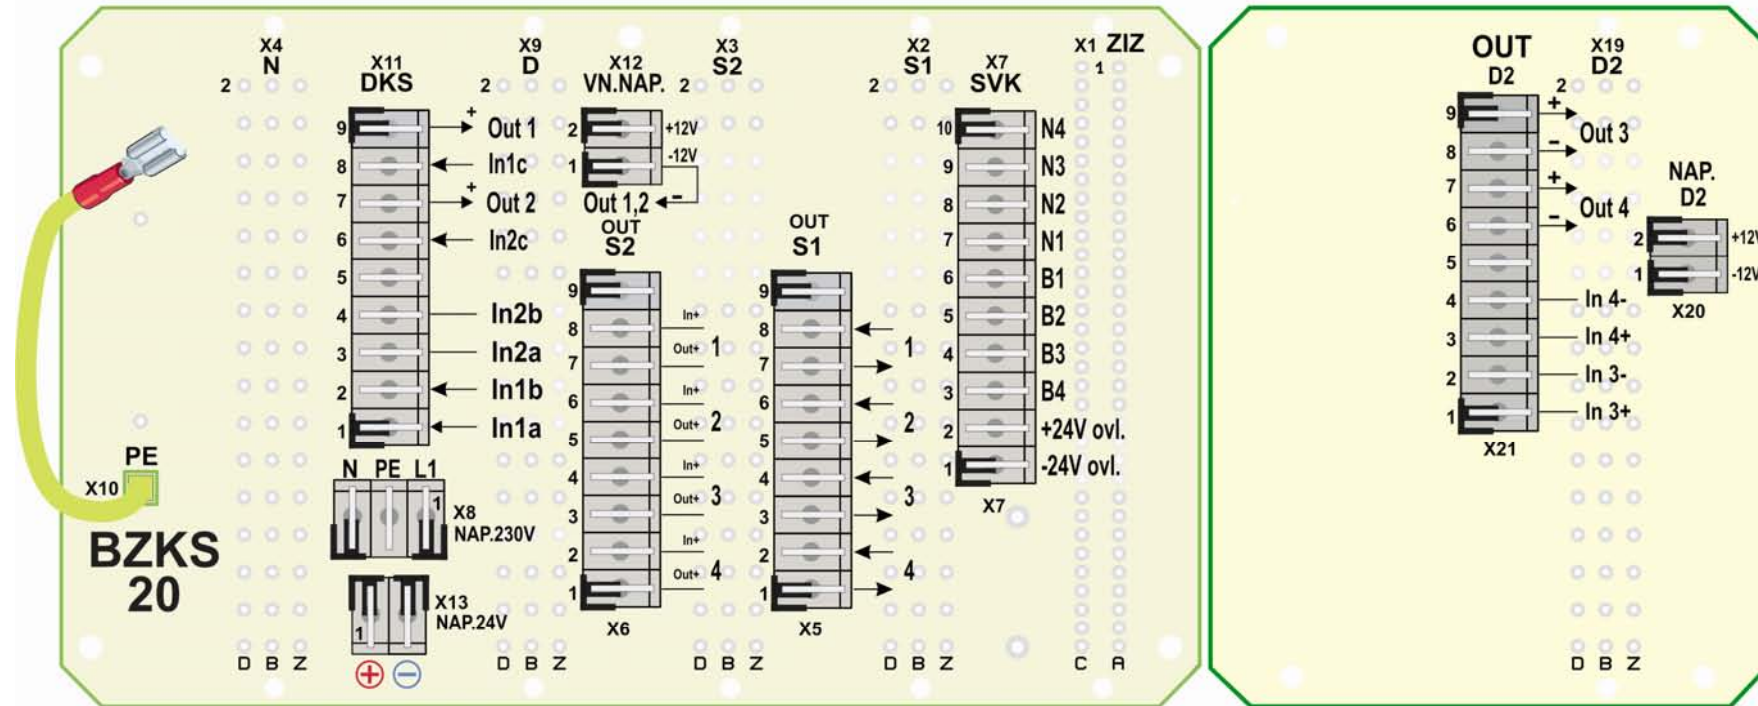 X4
N
2
X11
DKS
9 + Out 1
8 In1c
7 + Out 2
6 In2c
5
4 In2b
3 In2a
2 In1b
1 In1a
X9
D
2
X12
VN.NAP.
2 +12V
1 -12V
Out 1,2 -
X3
S2
2
OUT
S2
9
8 In+
7 Out+ 1
6 In+
5 Out+ 2
4 In+
3 Out+ 3
2 In+
1 Out+ 4
X6
OUT
S1
9
8
7 1
6
5 2
4
3 3
2
1 4
X5
X2
S1
2
X7
SVK
10 N4
9 N3
8 N2
7 N1
6 B1
5 B2
4 B3
3 B4
2 +24V ovl.
1 -24V ovl.
X7
X1 ZIZ
1
PE
X10
BZKS
20
N PE L1
1 X8
NAP.230V
X13
1 NAP.24V
+ −
D B Z
D B Z
D B Z
D B Z
C A
OUT
D2
9 +
Out 3
8 -
7 +
Out 4
6 -
5
4 In 4-
3 In 4+
2 In 3-
1 In 3+
X21
X19
D2
2
NAP.
D2
2 +12V
1 -12V
X20
D B Z